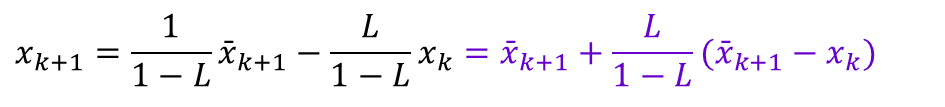 x_{k+1} = \frac{1}{1-L} \bar{x}_{k+1} - \frac{L}{1-L} x_k = \bar{x}_{k+1} + \frac{L}{1-L} (\bar{x}_{k+1} - x_k)